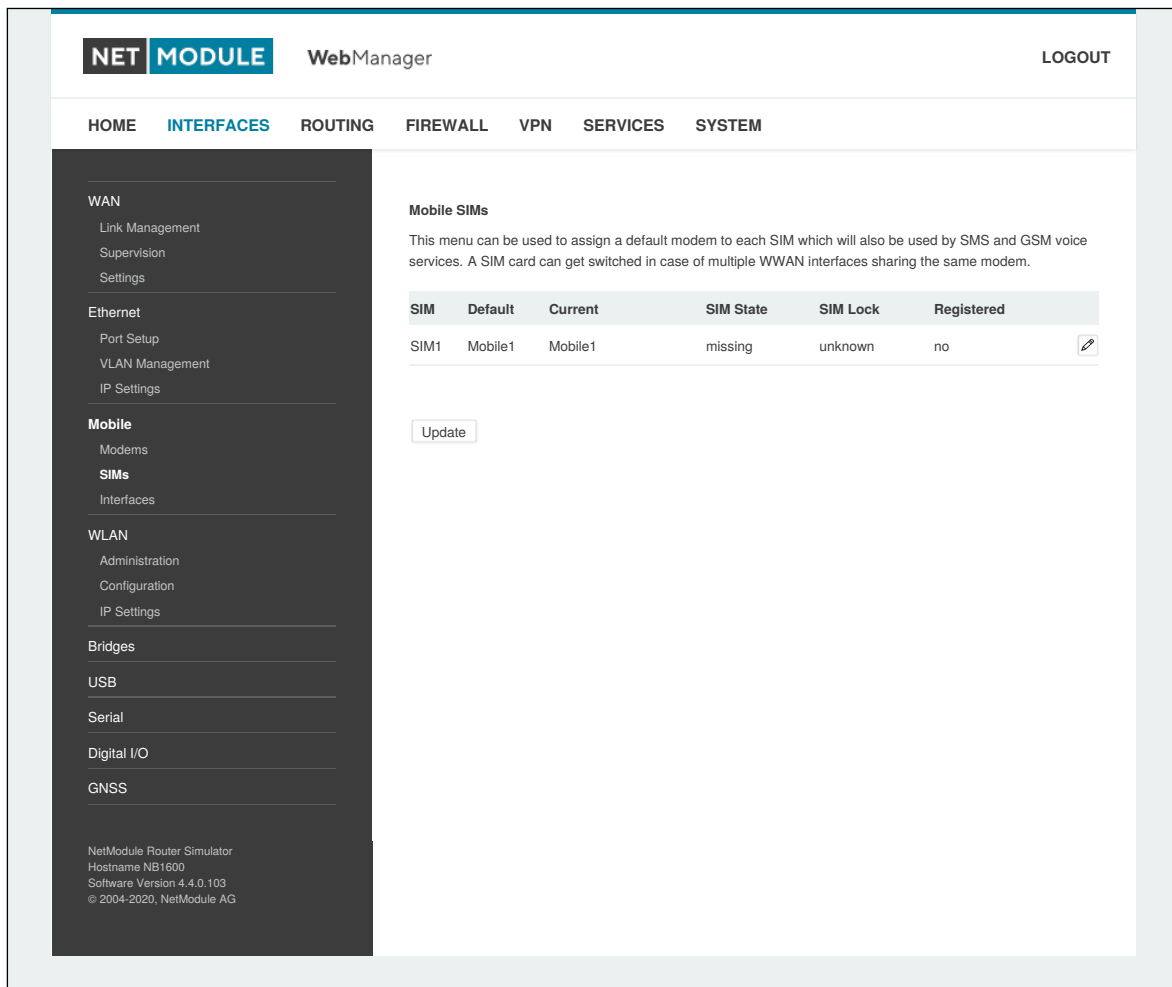 NET MODULE WebManager LOGOUT
HOME INTERFACES ROUTING FIREWALL VPN SERVICES SYSTEM
WAN
Link Management
Supervision
Settings
Ethernet
Port Setup
VLAN Management
IP Settings
Mobile
Modems
SIMs
Interfaces
WLAN
Administration
Configuration
IP Settings
Bridges
USB
Serial
Digital I/O
GNSS
NetModule Router Simulator
Hostname NB1600
Software Version 4.4.0.103
© 2004-2020, NetModule AG
Mobile SIMs
This menu can be used to assign a default modem to each SIM which will also be used by SMS and GSM voice
services. A SIM card can get switched in case of multiple WWAN interfaces sharing the same modem.
SIM Default Current SIM State SIM Lock Registered
SIM1 Mobile1 Mobile1 missing unknown no
Update